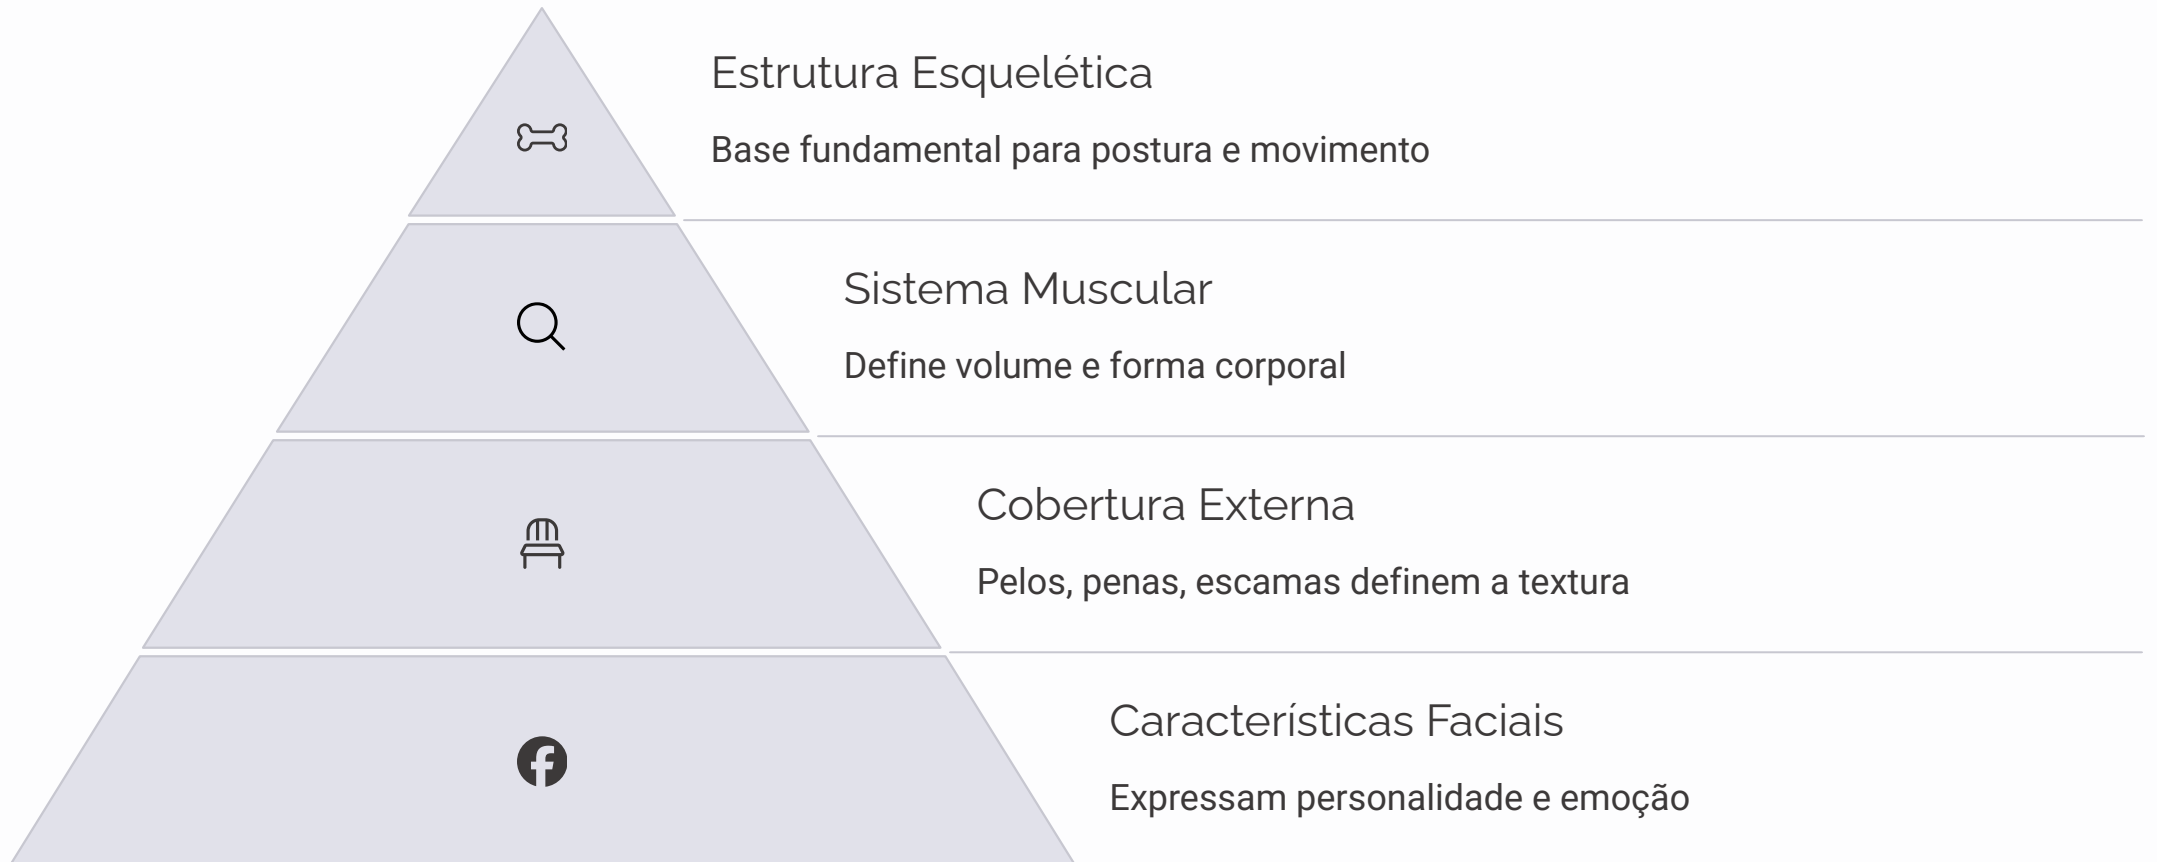 Estrutura Esquelética
Base fundamental para postura e movimento
Sistema Muscular
Define volume e forma corporal
Cobertura Externa
Pelos, penas, escamas definem a textura
Características Faciais
Expressam personalidade e emoção